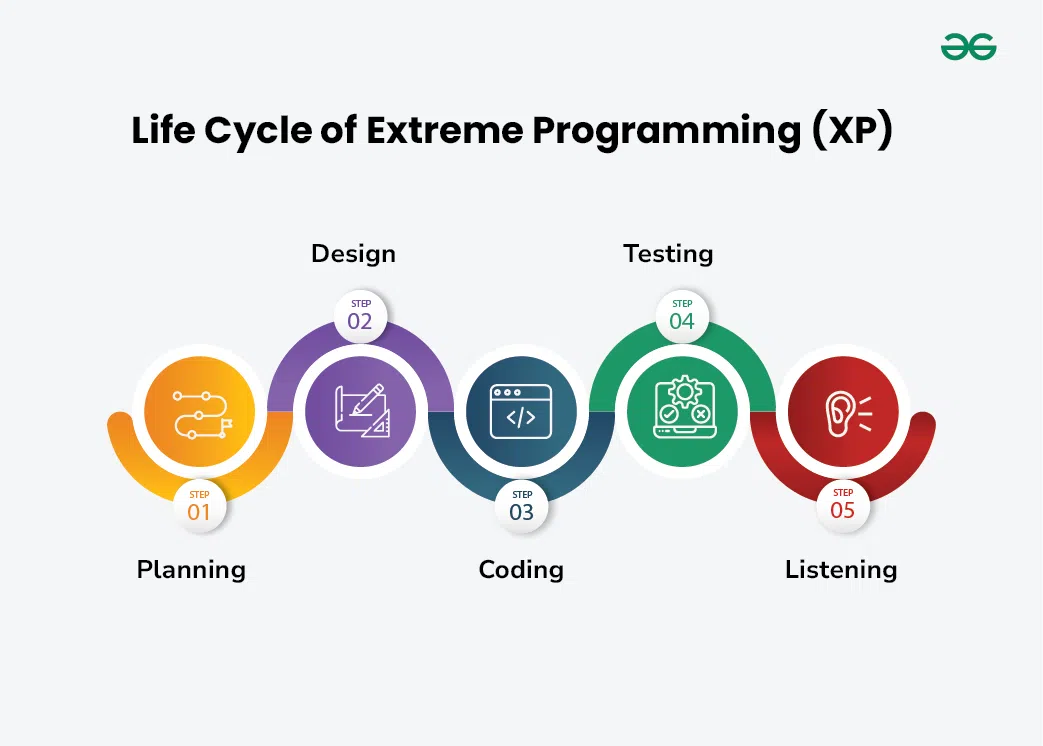 Life Cycle of Extreme Programming (XP)
Design
Testing
STEP
02
STEP
04
</>
STEP
01
STEP
03
STEP
05
Planning
Coding
Listening